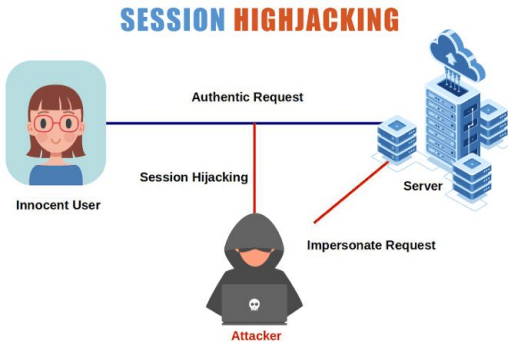 SESSION HIGHJACKING
Authentic Request
Session Hijacking
Server
Innocent User
Impersonate Request
Attacker